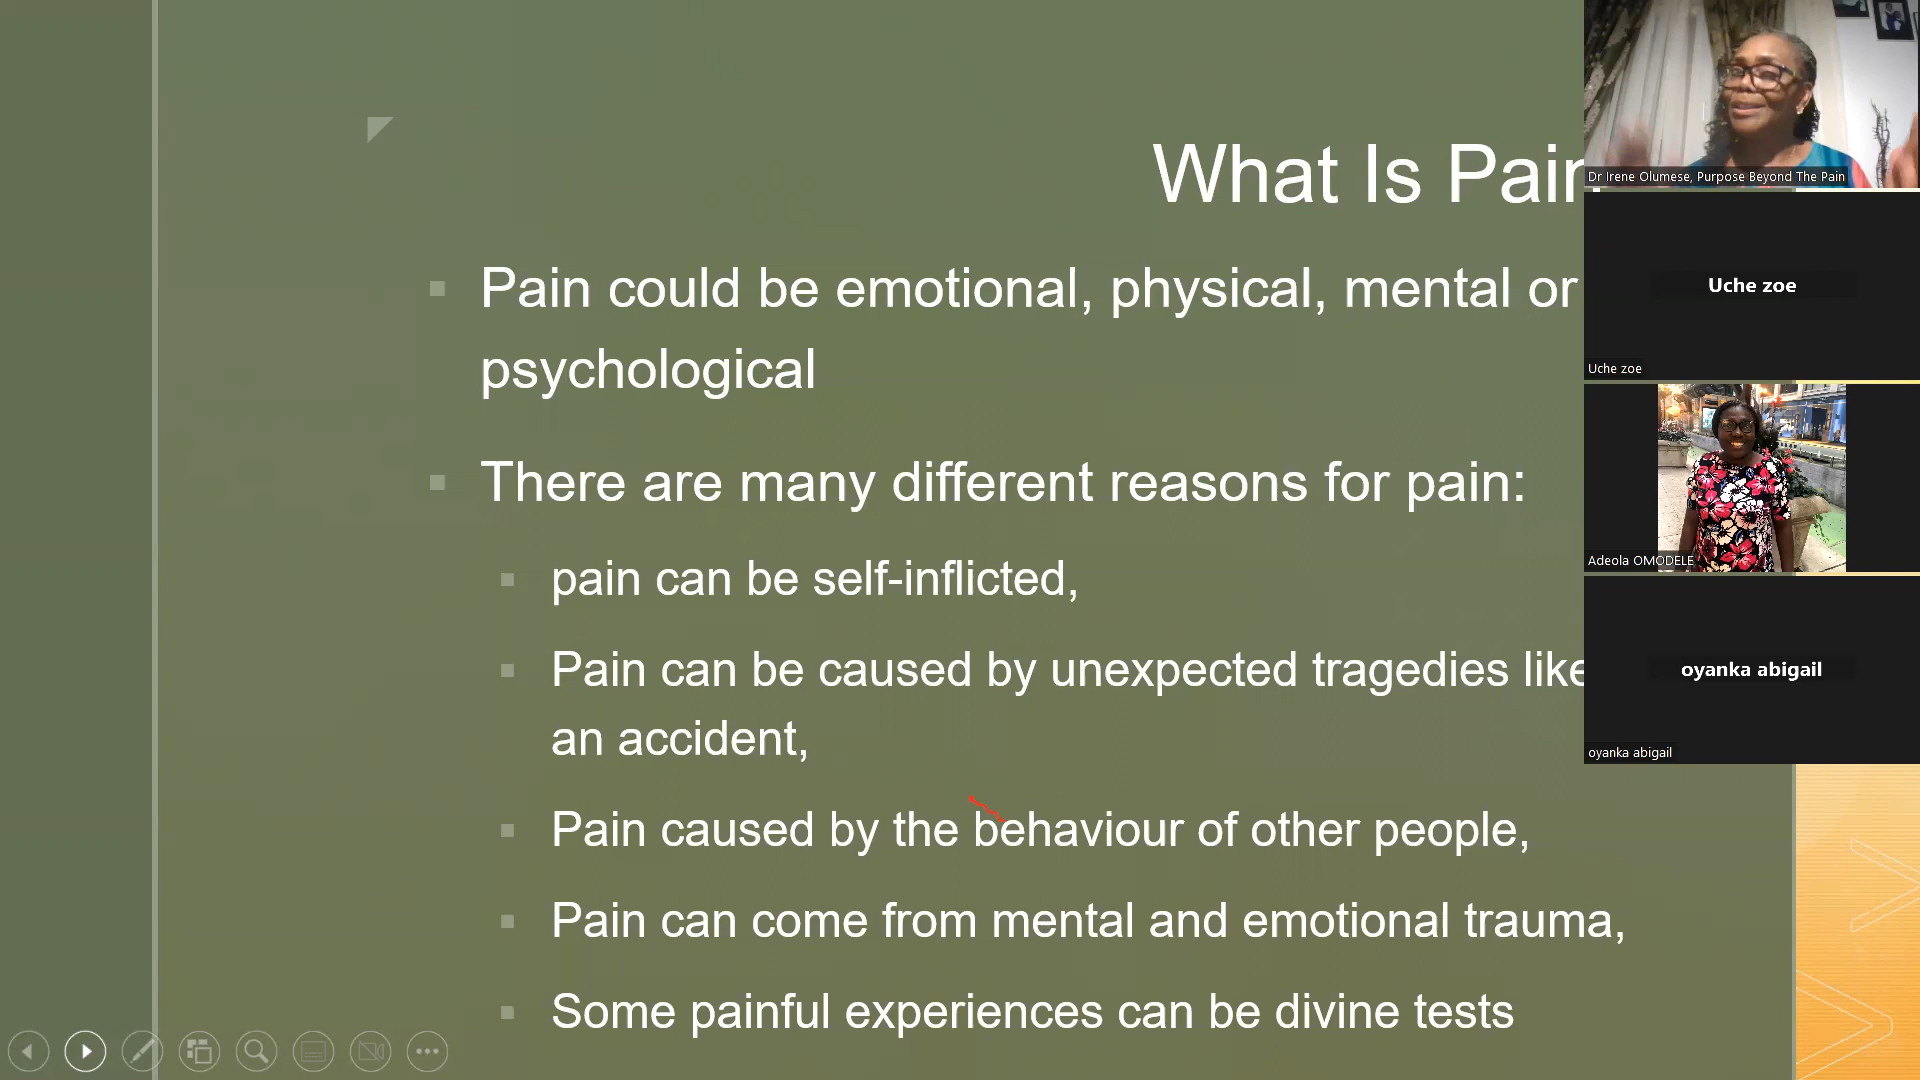 What Is Pain
Pain could be emotional, physical, mental or
psychological
There are many different reasons for pain:
pain can be self-inflicted,
Pain can be caused by unexpected tragedies like
an accident,
Pain caused by the behaviour of other people,
Pain can come from mental and emotional trauma,
Some painful experiences can be divine tests
Dr Irene Olumese, Purpose Beyond The Pain
Uche zoe
Uche zoe
Adeola OMODELE
oyanka abigail
oyanka abigail